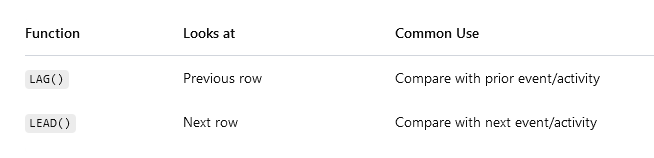 Function Looks at Common Use
LAG() Previous row Compare with prior event/activity
LEAD() Next row Compare with next event/activity